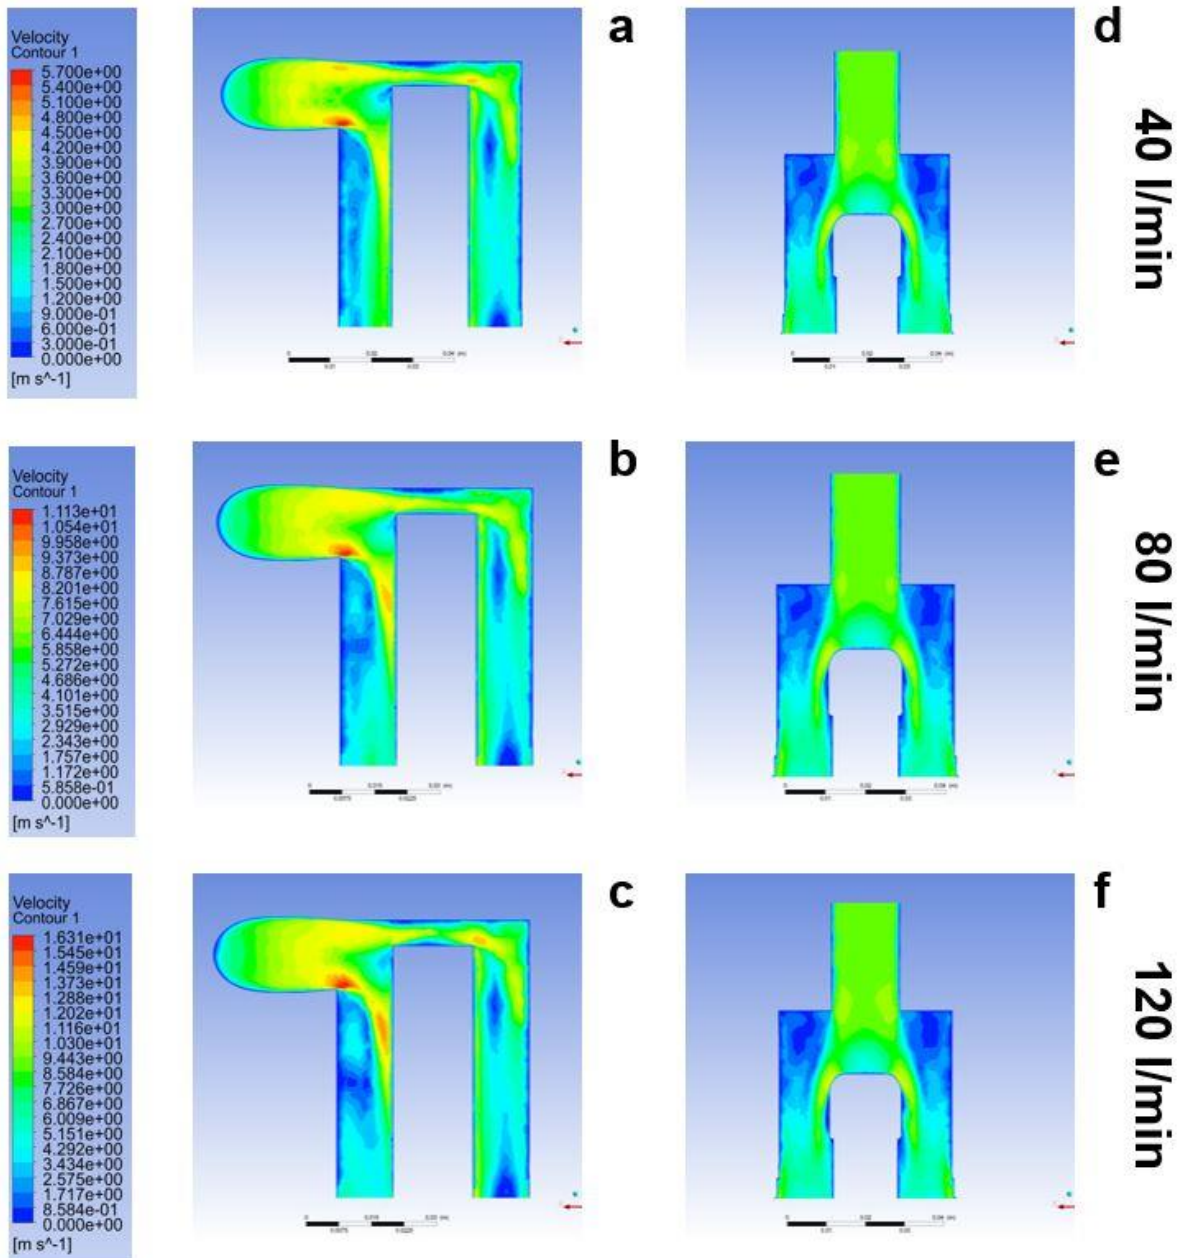 a
d
Velocity
Contour 1
5.700e+00
5.400e+00
5.100e+00
4.800e+00
4.500e+00
4.200e+00
3.900e+00
3.600e+00
3.300e+00
3.000e+00
2.700e+00
2.400e+00
2.100e+00
1.800e+00
1.500e+00
1.200e+00
9.000e-01
6.000e-01
3.000e-01
0.000e+00
[m s^-1]
40 l/min
b
e
Velocity
Contour 1
1.113e+01
1.054e+01
9.958e+00
9.373e+00
8.787e+00
8.201e+00
7.615e+00
7.029e+00
6.444e+00
5.858e+00
5.272e+00
4.686e+00
4.101e+00
3.515e+00
2.929e+00
2.343e+00
1.757e+00
1.172e+00
5.858e-01
0.000e+00
[m s^-1]
80 l/min
c
f
Velocity
Contour 1
1.631e+01
1.545e+01
1.459e+01
1.373e+01
1.288e+01
1.202e+01
1.116e+01
1.030e+01
9.443e+00
8.584e+00
7.726e+00
6.867e+00
6.009e+00
5.151e+00
4.292e+00
3.434e+00
2.575e+00
1.717e+00
8.584e-01
0.000e+00
[m s^-1]
120 l/min